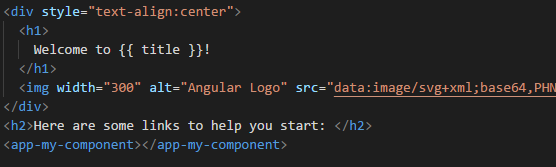 <div style="text-align:center">
<h1>
Welcome to {{ title }}!
</h1>
<img width="300" alt="Angular Logo" src="data:image/svg+xml;base64,PHN
</div>
<h2>Here are some links to help you start: </h2>
<app-my-component></app-my-component>